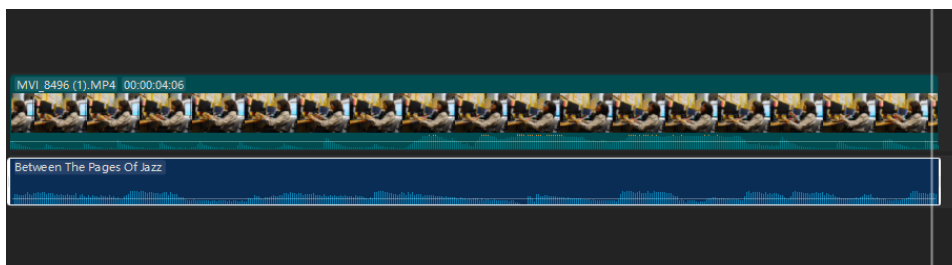 MVI_8496 (1).MP4 00:00:04:06
Between The Pages Of Jazz